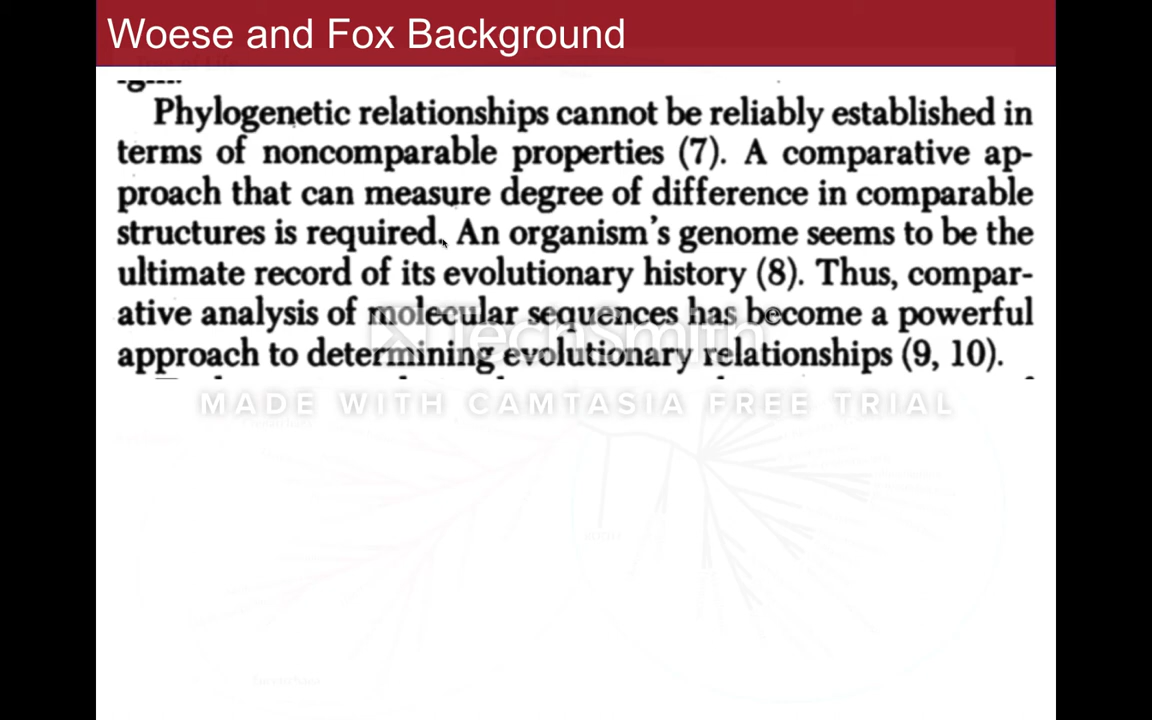 Woese and Fox Background
Phylogenetic relationships cannot be reliably established in
terms of noncomparable properties (7). A comparative ap-
proach that can measure degree of difference in comparable
structures is required. An organism's genome seems to be the
ultimate record of its evolutionary history (8). Thus, compar-
ative analysis of molecular sequences has become a powerful
TechSmith
approach to determining evolutionary relationships (9, 10).
MADE WITH CAMTASIA FREE TRIAL